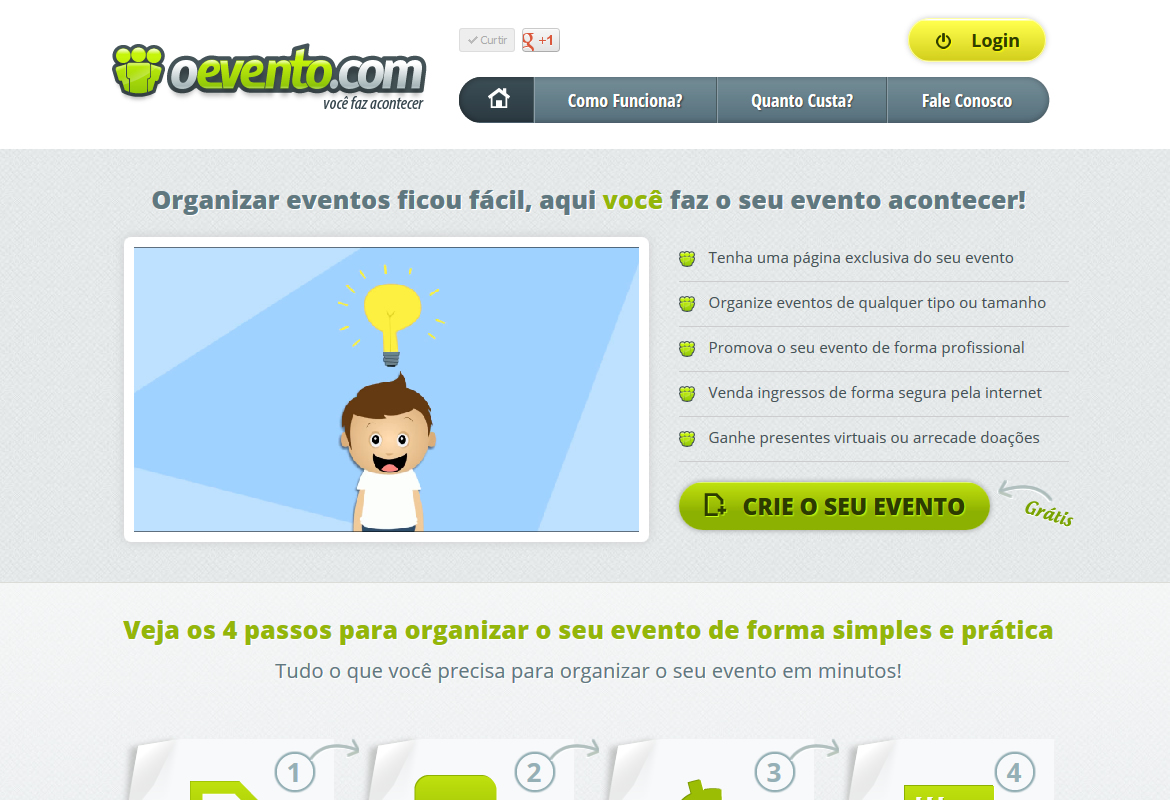 oevento.com
você faz acontecer
Curtir
g +1
Login
Como Funciona?
Quanto Custa?
Fale Conosco
Organizar eventos ficou fácil, aqui você faz o seu evento acontecer!
Tenha uma página exclusiva do seu evento
Organize eventos de qualquer tipo ou tamanho
Promova o seu evento de forma profissional
Venda ingressos de forma segura pela internet
Ganhe presentes virtuais ou arrecade doações
CRIE O SEU EVENTO
Grátis
Veja os 4 passos para organizar o seu evento de forma simples e prática
Tudo o que você precisa para organizar o seu evento em minutos!
1
2
3
4